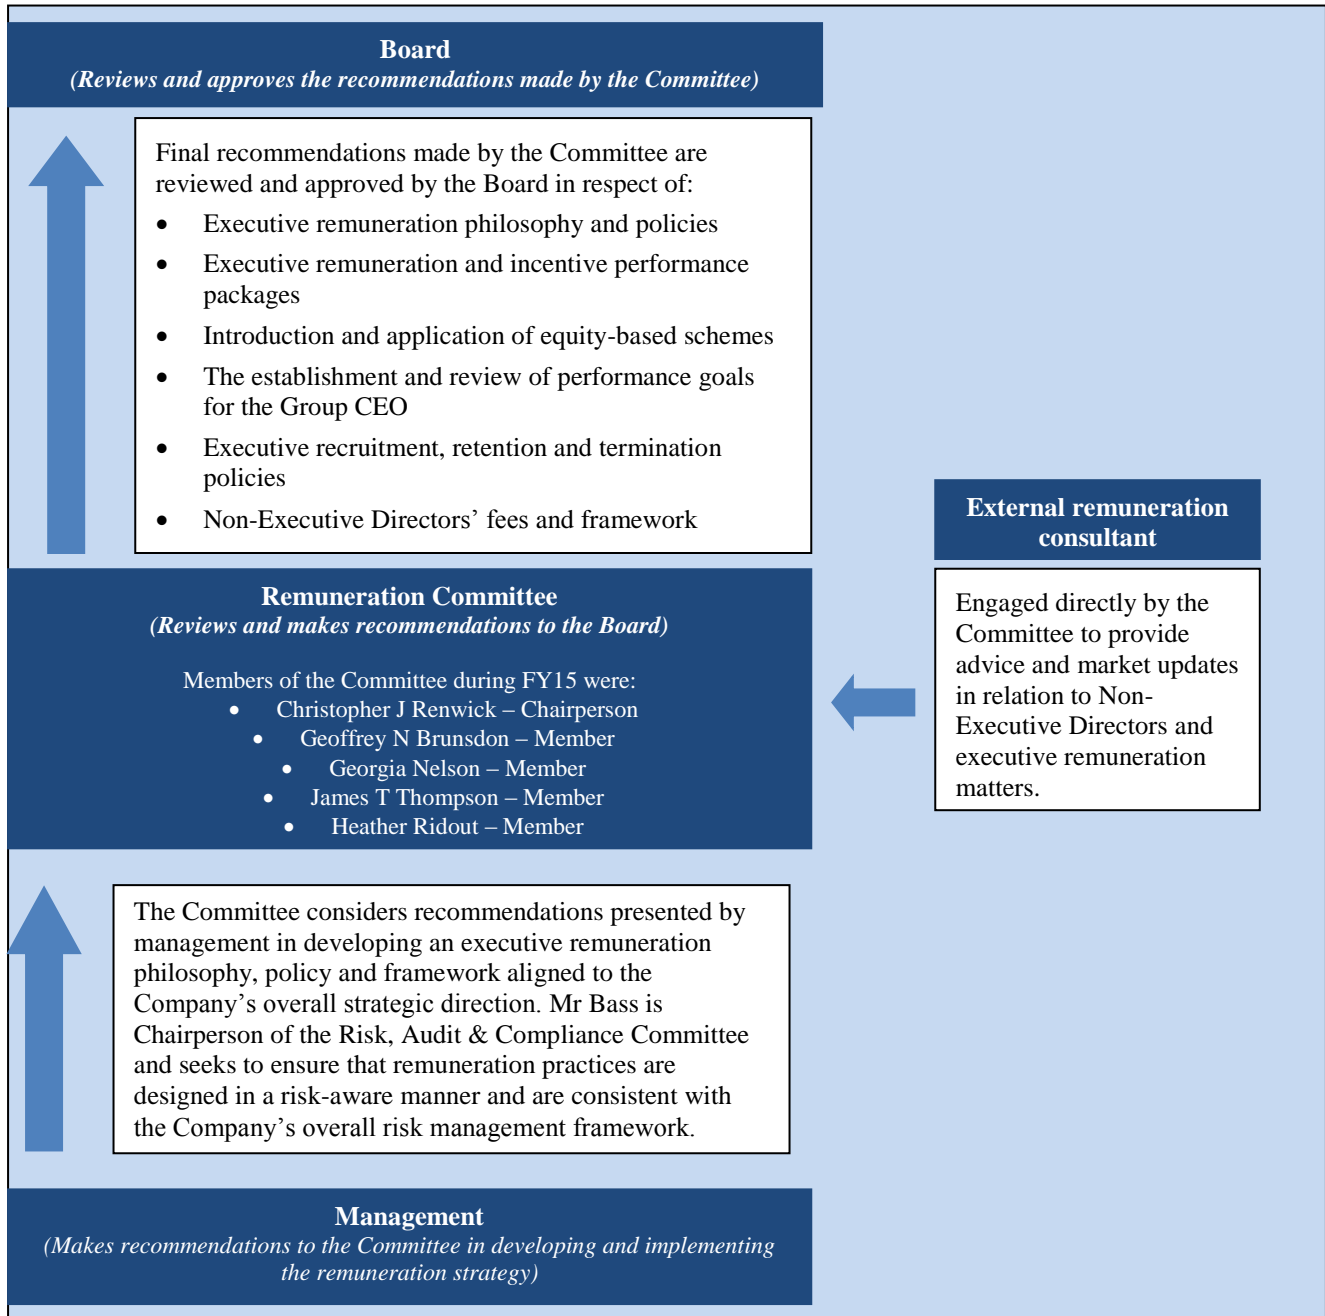 Board
(Reviews and approves the recommendations made by the Committee)
Final recommendations made by the Committee are
reviewed and approved by the Board in respect of:
• Executive remuneration philosophy and policies
• Executive remuneration and incentive performance
packages
• Introduction and application of equity-based schemes
• The establishment and review of performance goals
for the Group CEO
• Executive recruitment, retention and termination
policies
• Non-Executive Directors’ fees and framework
Remuneration Committee
(Reviews and makes recommendations to the Board)
Members of the Committee during FY15 were:
• Christopher J Renwick – Chairperson
• Geoffrey N Brunsdon – Member
• Georgia Nelson – Member
• James T Thompson – Member
• Heather Ridout – Member
External remuneration
consultant
Engaged directly by the
Committee to provide
advice and market updates
in relation to Non-
Executive Directors and
executive remuneration
matters.
The Committee considers recommendations presented by
management in developing an executive remuneration
philosophy, policy and framework aligned to the
Company’s overall strategic direction. Mr Bass is
Chairperson of the Risk, Audit & Compliance Committee
and seeks to ensure that remuneration practices are
designed in a risk-aware manner and are consistent with
the Company’s overall risk management framework.
Management
(Makes recommendations to the Committee in developing and implementing
the remuneration strategy)